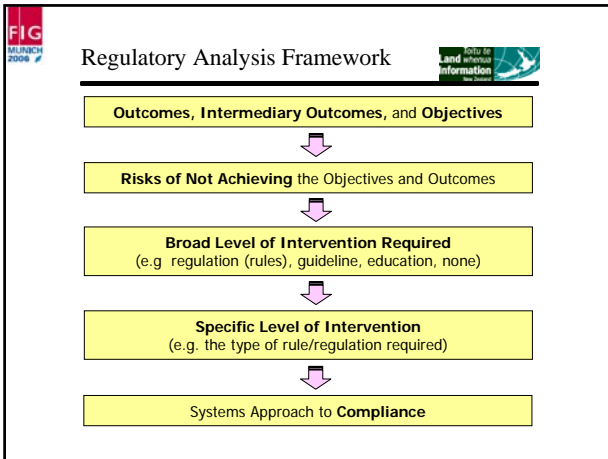 FIG
MUNICH
2006
Regulatory Analysis Framework
Toitu te
Land whenua
Information
New Zealand
Outcomes, Intermediary Outcomes, and Objectives
Risks of Not Achieving the Objectives and Outcomes
Broad Level of Intervention Required
(e.g regulation (rules), guideline, education, none)
Specific Level of Intervention
(e.g. the type of rule/regulation required)
Systems Approach to Compliance